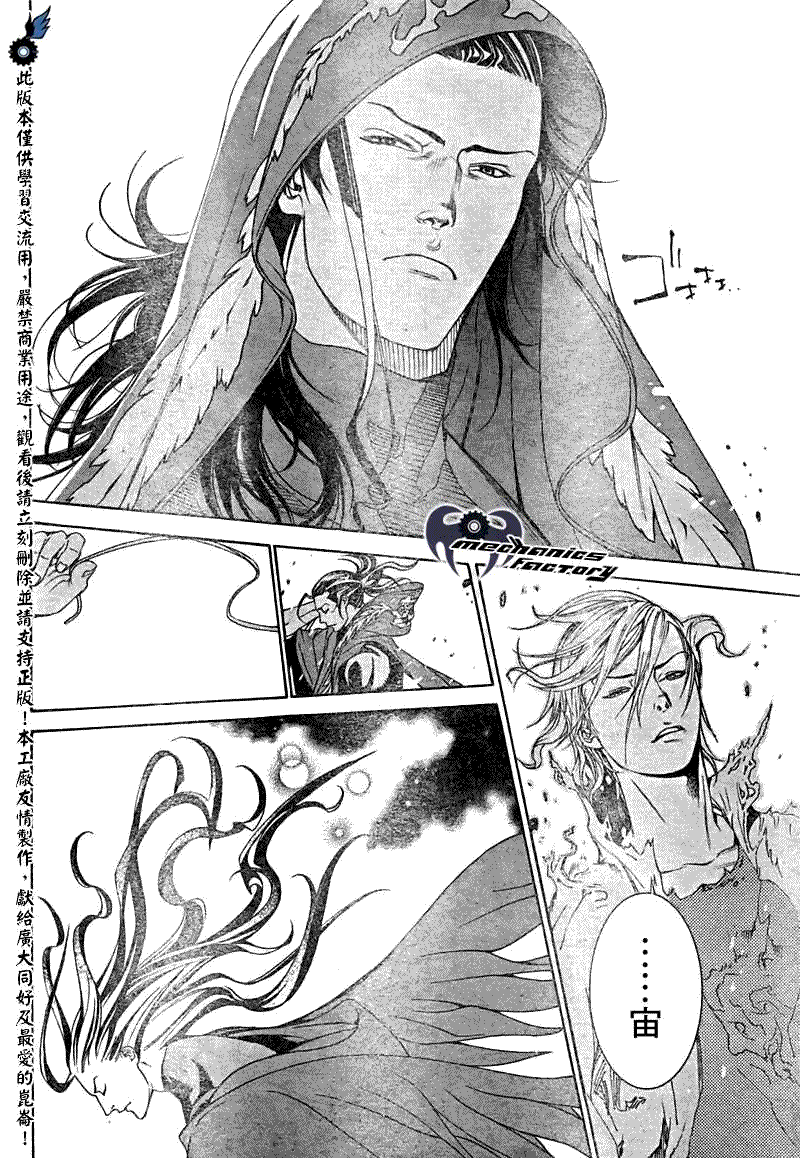 此版本僅供學習交流用，嚴禁商業用途，觀看後請立刻刪除並請支持正版！本工廠友情製作，獻給廣大同好及最愛的崑崙！
ゴォォォ..
mechanics
factory
……宙